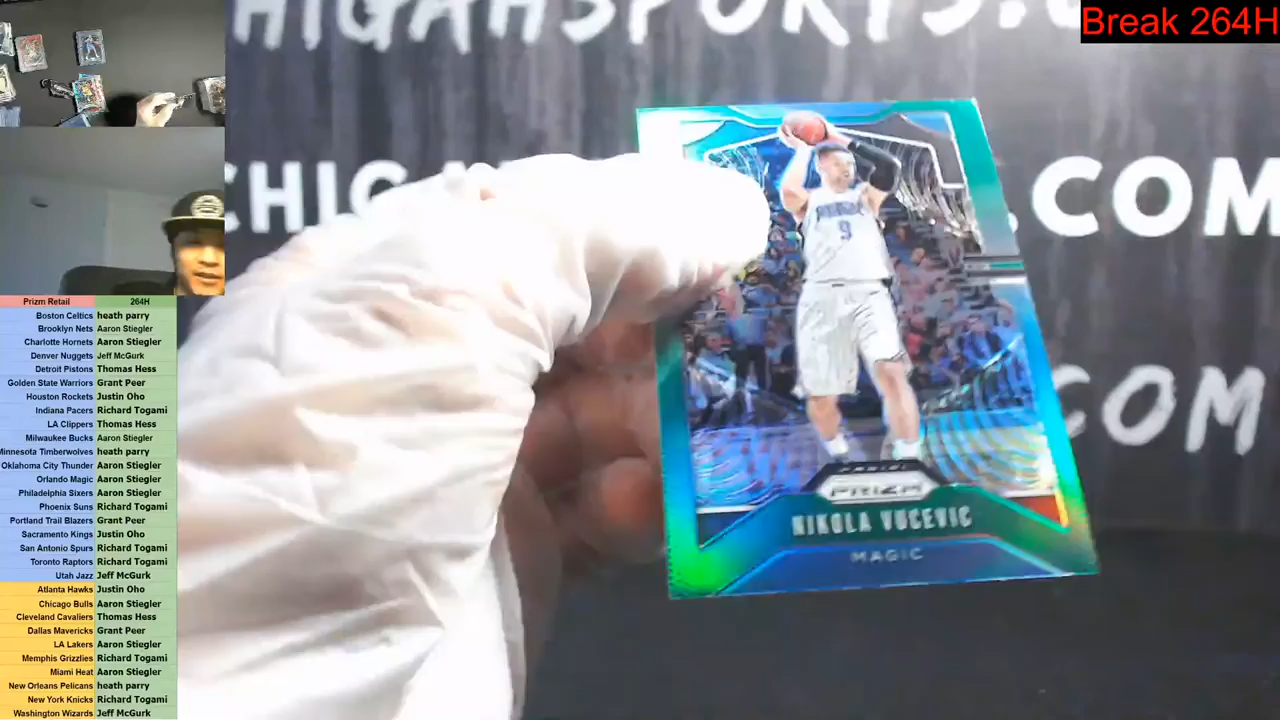 HIGAHSPORTS.C
Break 264H
CHIGA
.COM
COM
9
PANINI
PRIZM
NIKOLA VUCEVIC
MAGIC
Prizm Retail 264H
Boston Celtics heath parry
Brooklyn Nets Aaron Stiegler
Charlotte Hornets Aaron Stiegler
Denver Nuggets Jeff McGurk
Detroit Pistons Thomas Hess
Golden State Warriors Grant Peer
Houston Rockets Justin Oho
Indiana Pacers Richard Togami
LA Clippers Thomas Hess
Milwaukee Bucks Aaron Stiegler
Minnesota Timberwolves heath parry
Oklahoma City Thunder Aaron Stiegler
Orlando Magic Aaron Stiegler
Philadelphia Sixers Aaron Stiegler
Phoenix Suns Richard Togami
Portland Trail Blazers Grant Peer
Sacramento Kings Justin Oho
San Antonio Spurs Richard Togami
Toronto Raptors Richard Togami
Utah Jazz Jeff McGurk
Atlanta Hawks Justin Oho
Chicago Bulls Aaron Stiegler
Cleveland Cavaliers Thomas Hess
Dallas Mavericks Grant Peer
LA Lakers Aaron Stiegler
Memphis Grizzlies Richard Togami
Miami Heat Aaron Stiegler
New Orleans Pelicans heath parry
New York Knicks Richard Togami
Washington Wizards Jeff McGurk